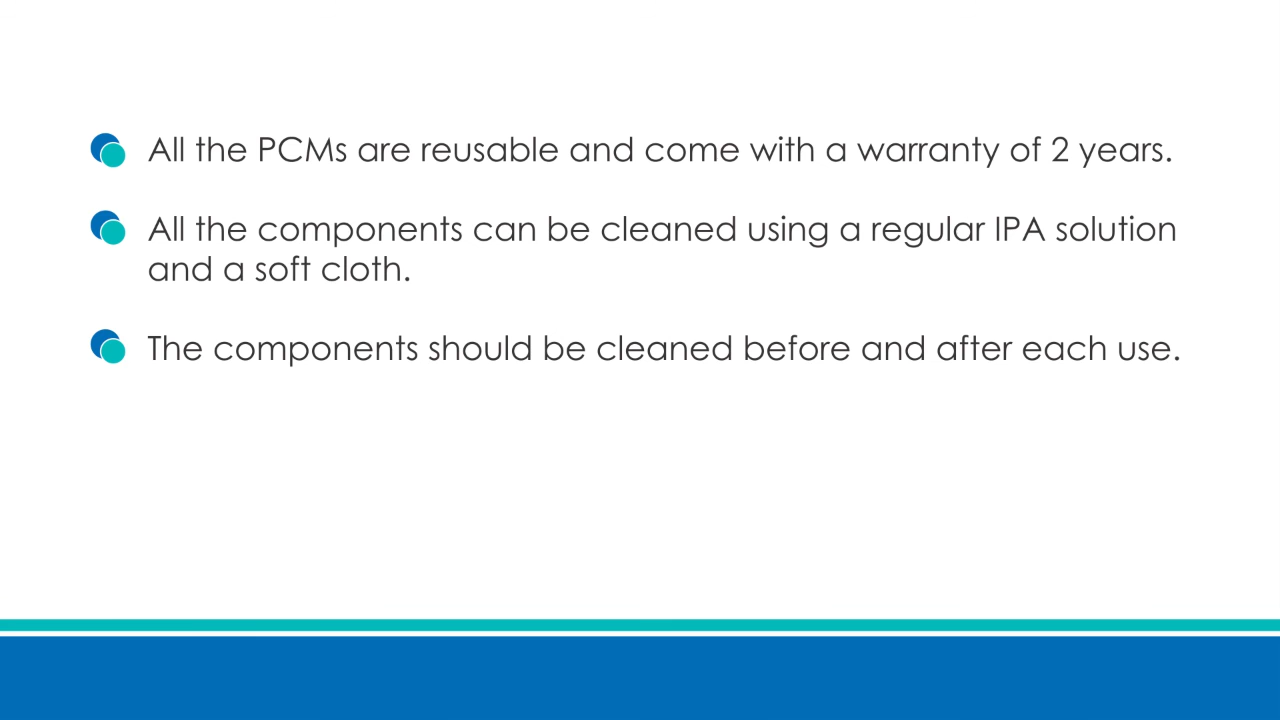 All the PCMs are reusable and come with a warranty of 2 years.
All the components can be cleaned using a regular IPA solution
and a soft cloth.
The components should be cleaned before and after each use.